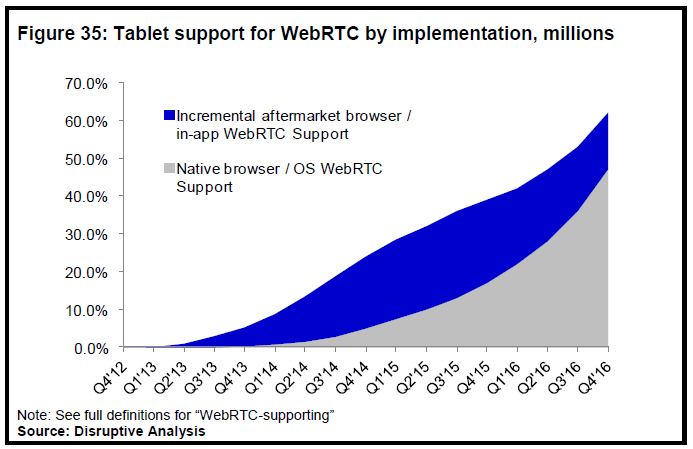 Figure 35: Tablet support for WebRTC by implementation, millions
70.0%
60.0%
50.0%
40.0%
30.0%
20.0%
10.0%
0.0%
Incremental aftermarket browser /
in-app WebRTC Support
Native browser / OS WebRTC
Support
Q4'12
Q1'13
Q2'13
Q3'13
Q4'13
Q1'14
Q2'14
Q3'14
Q4'14
Q1'15
Q2'15
Q3'15
Q4'15
Q1'16
Q2'16
Q3'16
Q4'16
Note: See full definitions for “WebRTC-supporting”
Source: Disruptive Analysis